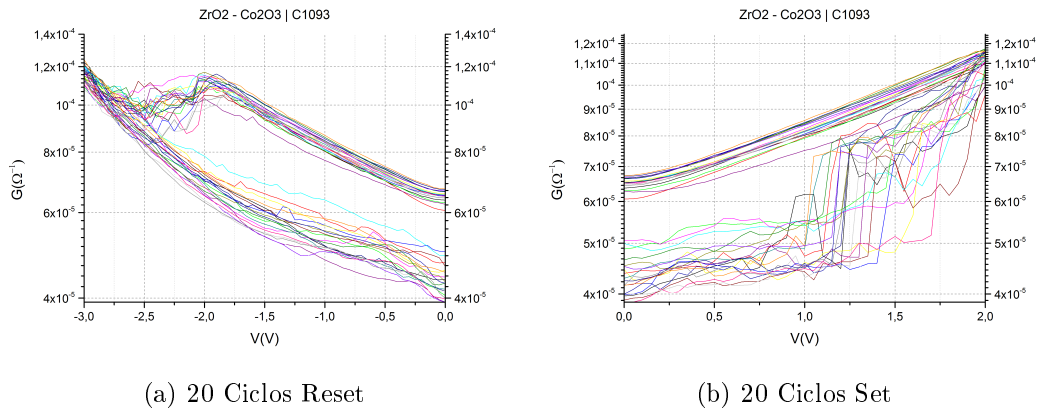 ZrO2 - Co2O3 | C1093
1,4x10⁻⁴
1,2x10⁻⁴
10⁻⁴
8x10⁻⁵
6x10⁻⁵
4x10⁻⁵
G(Ω⁻¹)
1,4x10⁻⁴
1,2x10⁻⁴
10⁻⁴
8x10⁻⁵
6x10⁻⁵
4x10⁻⁵
-3,0 -2,5 -2,0 -1,5 -1,0 -0,5 0,0
V(V)
(a) 20 Ciclos Reset
ZrO2 - Co2O3 | C1093
1,2x10⁻⁴
1,1x10⁻⁴
10⁻⁴
9x10⁻⁵
8x10⁻⁵
7x10⁻⁵
6x10⁻⁵
5x10⁻⁵
4x10⁻⁵
G(Ω⁻¹)
1,2x10⁻⁴
1,1x10⁻⁴
10⁻⁴
9x10⁻⁵
8x10⁻⁵
7x10⁻⁵
6x10⁻⁵
5x10⁻⁵
4x10⁻⁵
0,0 0,5 1,0 1,5 2,0
V(V)
(b) 20 Ciclos Set